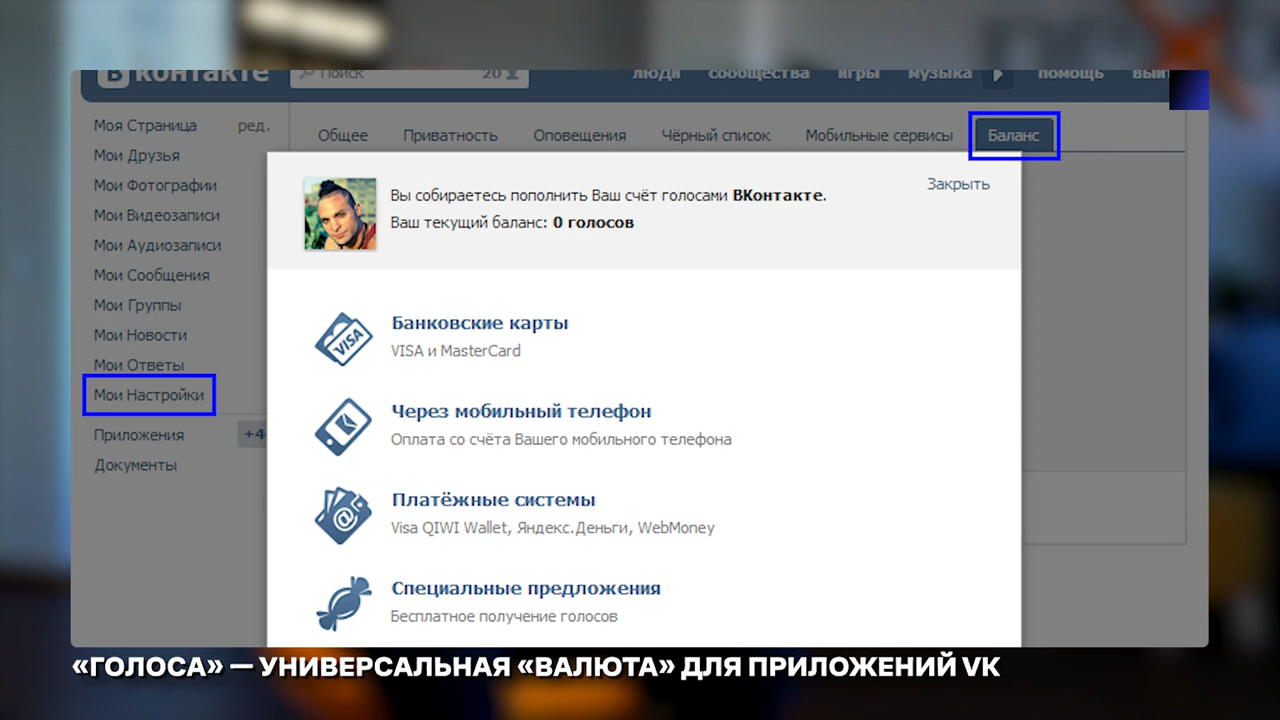 В контакте
Поиск 20
люди сообщества игры музыка помощь
Моя Страница ред.
Мои Друзья
Мои Фотографии
Мои Видеозаписи
Мои Аудиозаписи
Мои Сообщения
Мои Группы
Мои Новости
Мои Ответы
Мои Настройки
Приложения +4
Документы
Общее Приватность Оповещения Чёрный список Мобильные сервисы Баланс
Вы собираетесь пополнить Ваш счёт голосами ВКонтакте.
Закрыть
Ваш текущий баланс: 0 голосов
Банковские карты
VISA
VISA и MasterCard
Через мобильный телефон
Оплата со счёта Вашего мобильного телефона
Платёжные системы
@
Visa QIWI Wallet, Яндекс.Деньги, WebMoney
Специальные предложения
Бесплатное получение голосов
«ГОЛОСА» — УНИВЕРСАЛЬНАЯ «ВАЛЮТА» ДЛЯ ПРИЛОЖЕНИЙ VK